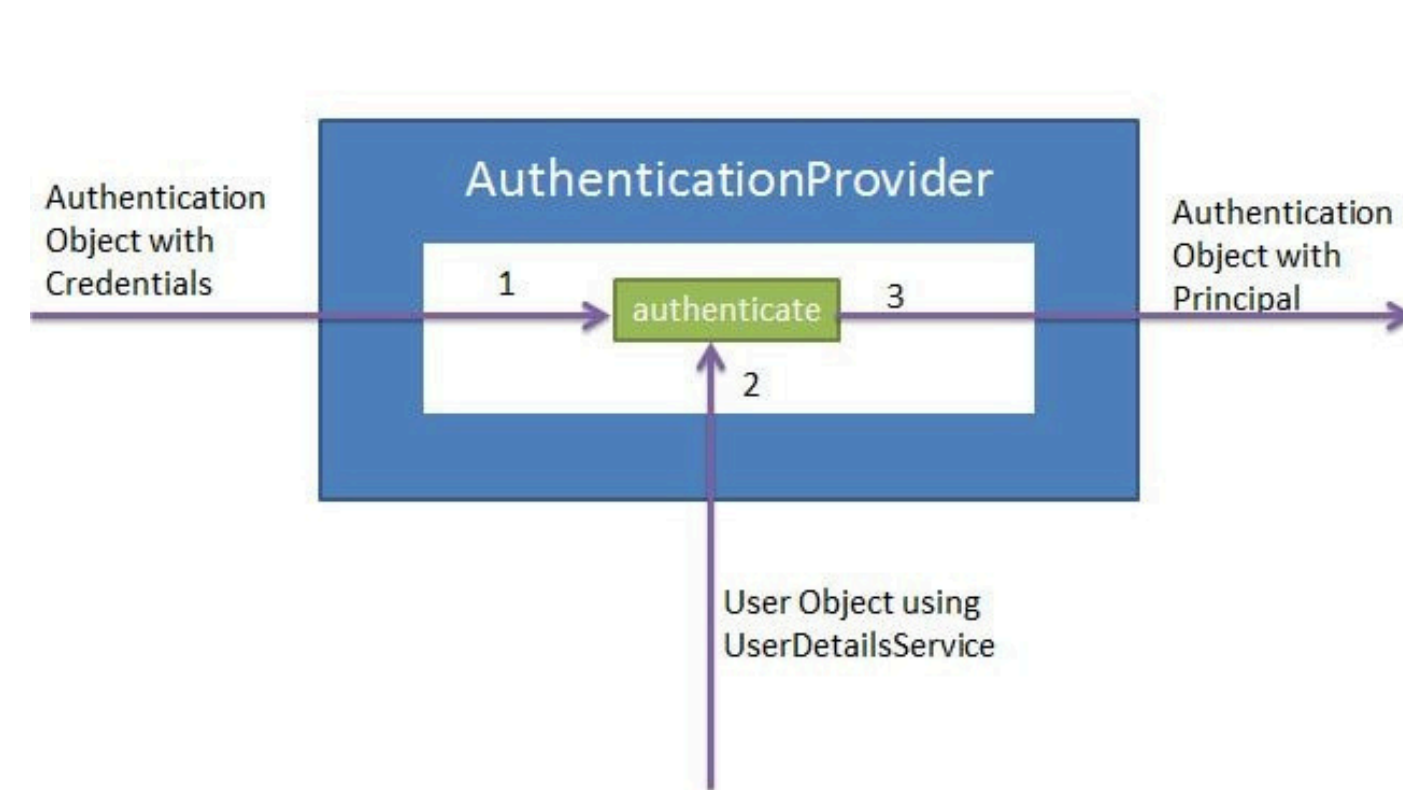 AuthenticationProvider
Authentication
Object with
Credentials
1
authenticate
3
Authentication
Object with
Principal
2
User Object using
UserDetailsService